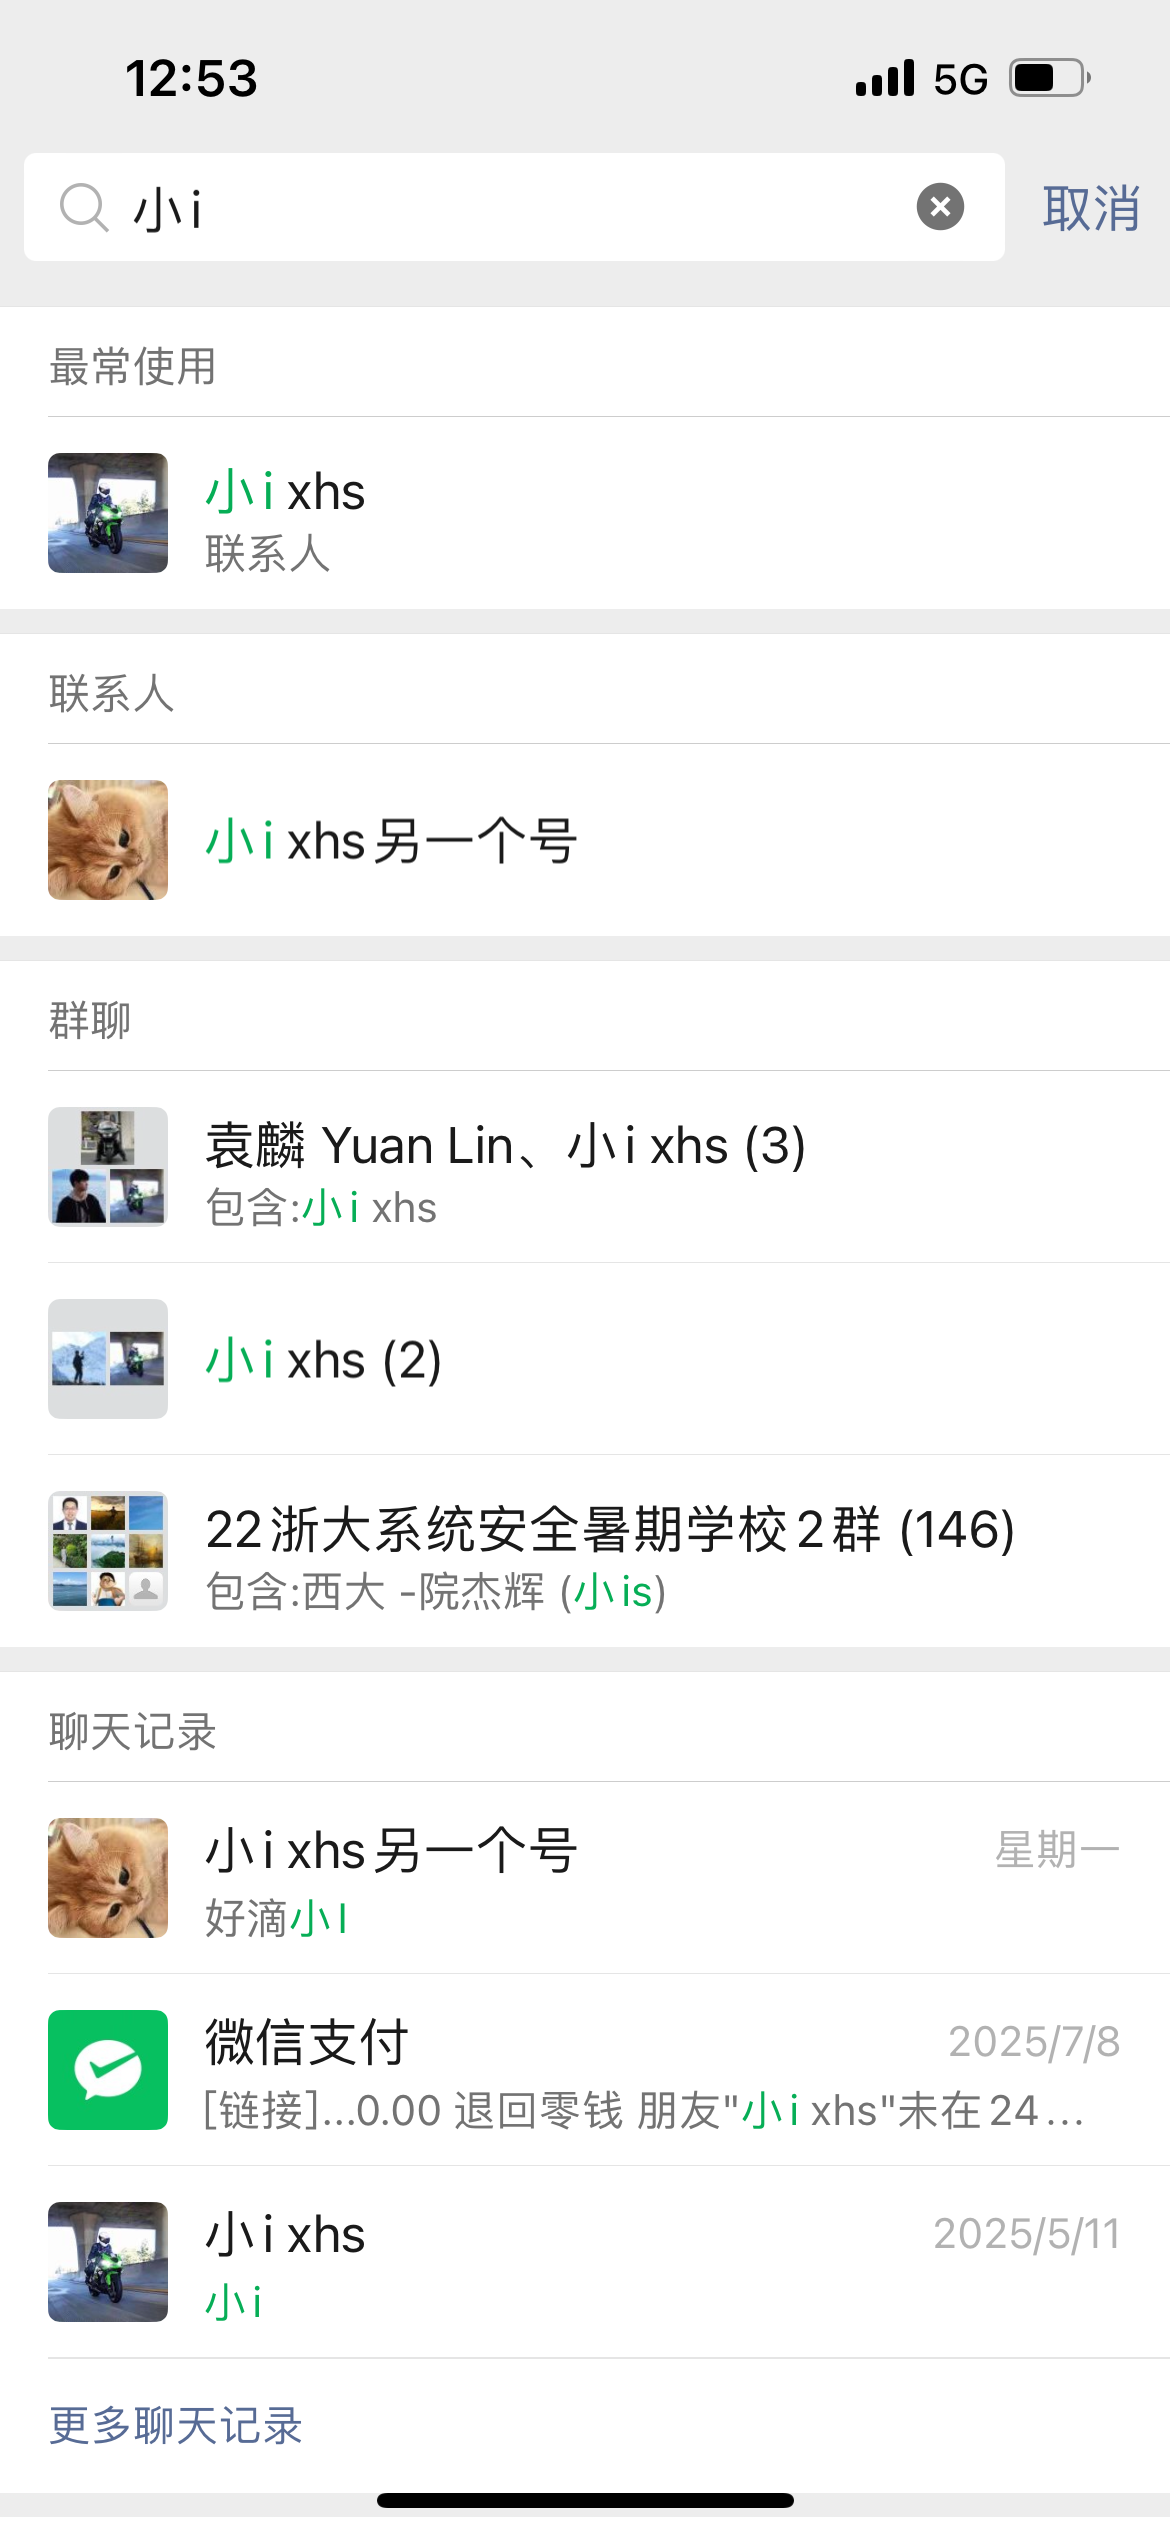 12:53
5G
小i
取消
最常使用
小i xhs
联系人
联系人
小i xhs另一个号
群聊
袁麟 Yuan Lin、小i xhs (3)
包含:小i xhs
小i xhs (2)
22浙大系统安全暑期学校2群 (146)
包含:西大 -院杰辉 (小is)
聊天记录
小i xhs另一个号
星期一
好滴小I
微信支付
2025/7/8
[链接]...0.00 退回零钱 朋友"小i xhs"未在24...
小i xhs
2025/5/11
小i
更多聊天记录